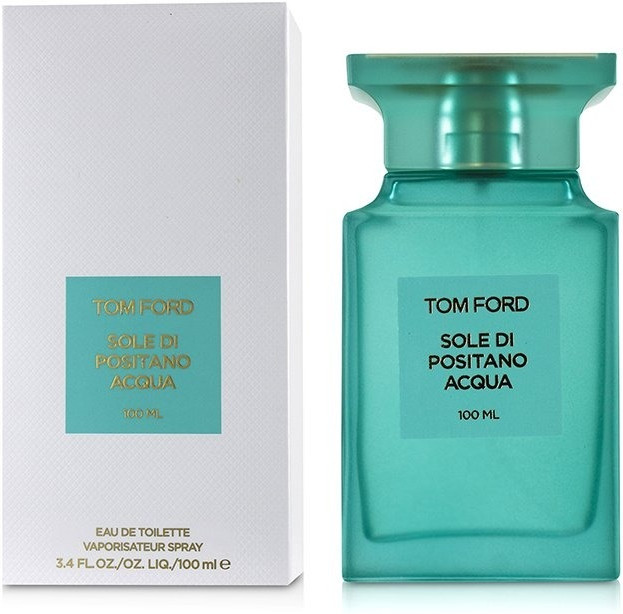 TOM FORD
SOLE DI
POSITANO
ACQUA
100 ML
EAU DE TOILETTE
VAPORISATEUR SPRAY
3.4 FL.OZ./OZ. LIQ./100 ml ℮
TOM FORD
SOLE DI
POSITANO
ACQUA
100 ML